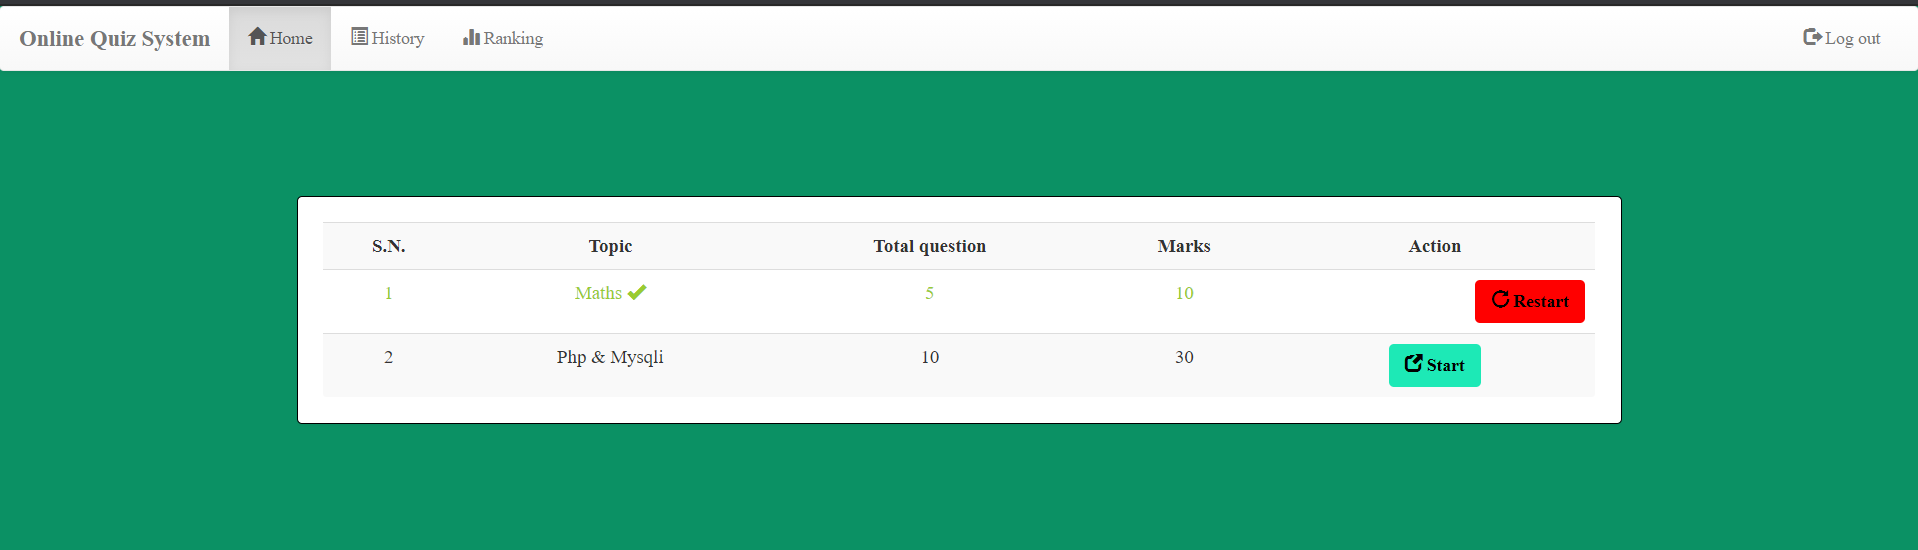 Online Quiz System Home History Ranking Log out
S.N. Topic Total question Marks Action
1 Maths 5 10 Restart
2 Php & Mysqli 10 30 Start